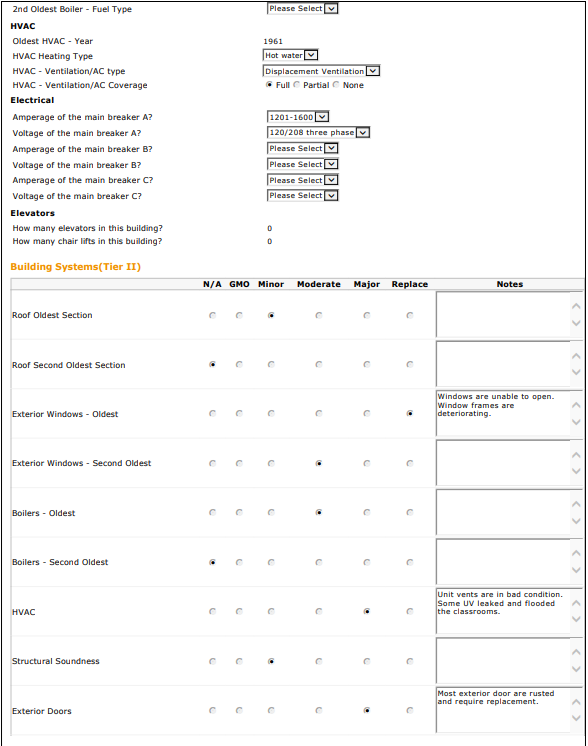 2nd Oldest Boiler - Fuel Type Please Select
HVAC
Oldest HVAC - Year 1961
HVAC Heating Type Hot water
HVAC - Ventilation/AC type Displacement Ventilation
HVAC - Ventilation/AC Coverage Full Partial None
Electrical
Amperage of the main breaker A? 1201-1600
Voltage of the main breaker A? 120/208 three phase
Amperage of the main breaker B? Please Select
Voltage of the main breaker B? Please Select
Amperage of the main breaker C? Please Select
Voltage of the main breaker C? Please Select
Elevators
How many elevators in this building? 0
How many chair lifts in this building? 0
Building Systems(Tier II)
N/A GMO Minor Moderate Major Replace Notes
Roof Oldest Section
Roof Second Oldest Section
Exterior Windows - Oldest
Windows are unable to open.
Window frames are
deteriorating.
Exterior Windows - Second Oldest
Boilers - Oldest
Boilers - Second Oldest
HVAC
Unit vents are in bad condition.
Some UV leaked and flooded
the classrooms.
Structural Soundness
Exterior Doors
Most exterior door are rusted
and require replacement.